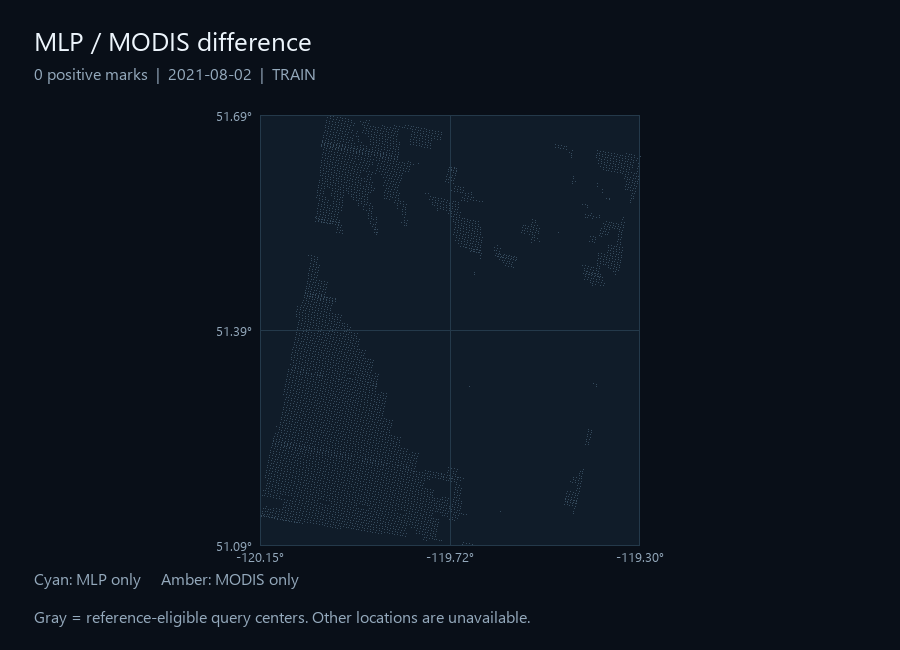 MLP / MODIS difference
0 positive marks | 2021-08-02 | TRAIN
51.69°
51.39°
51.09°
-120.15° -119.72° -119.30°
Cyan: MLP only Amber: MODIS only
Gray = reference-eligible query centers. Other locations are unavailable.